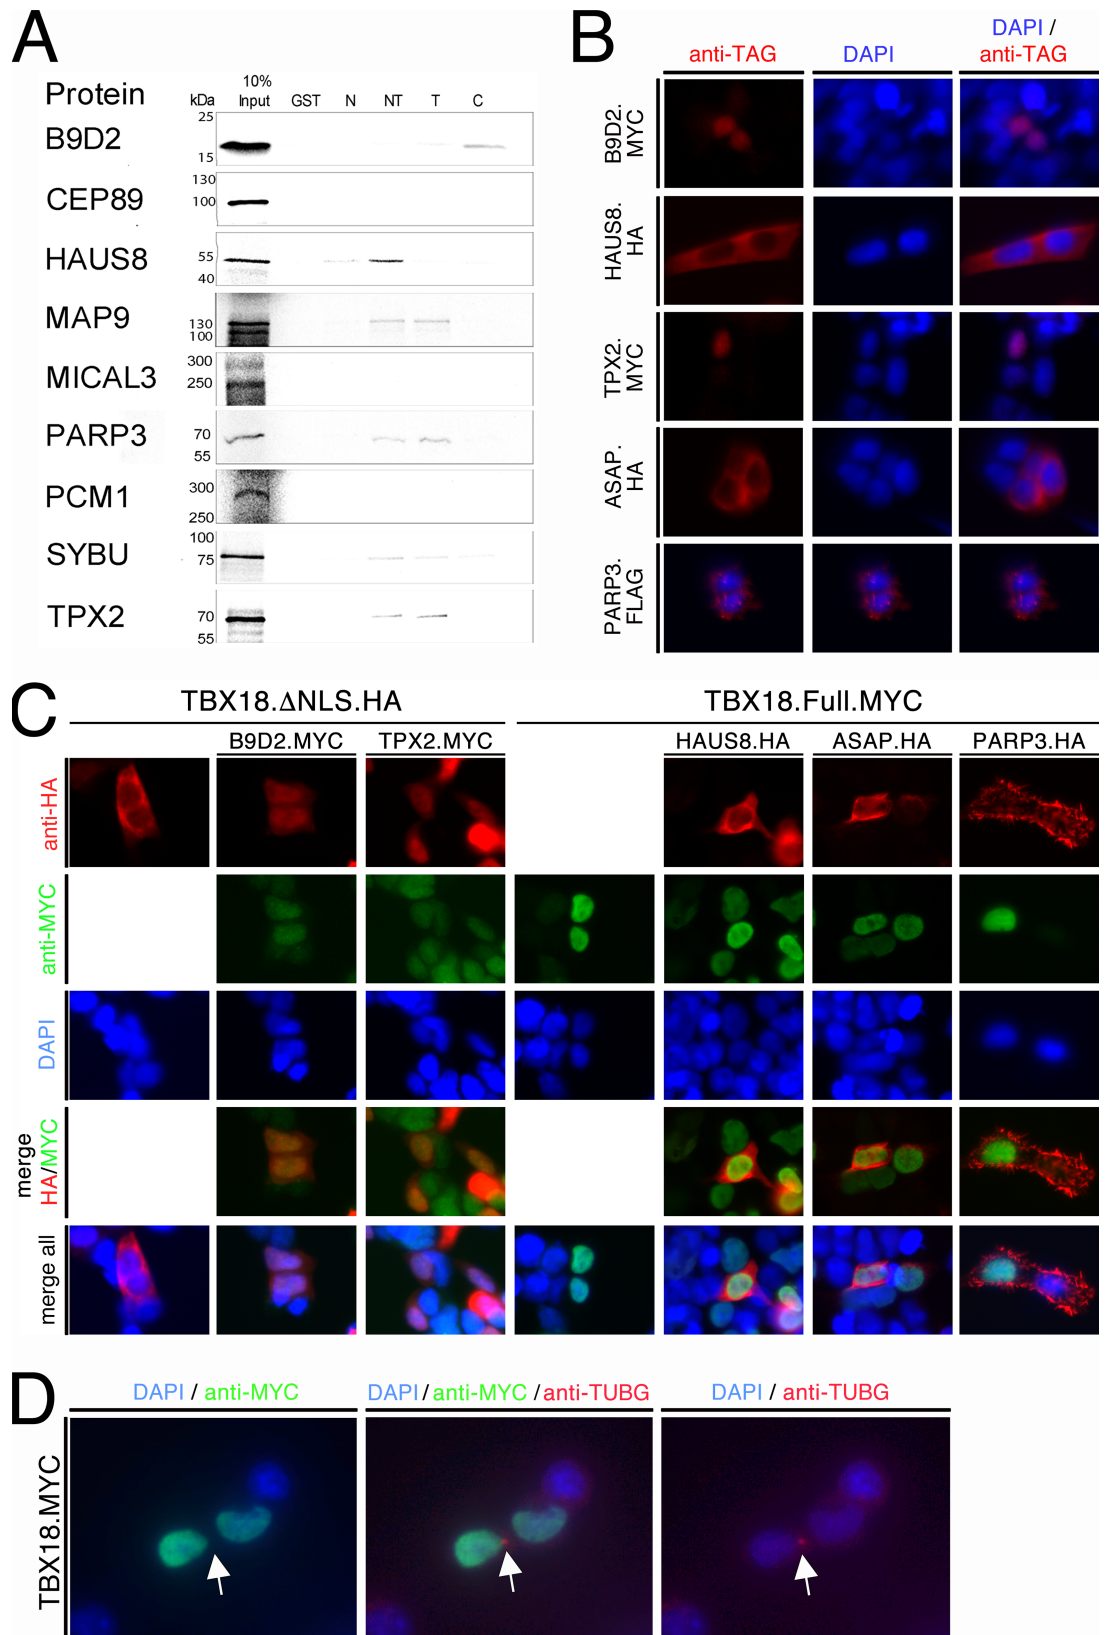 A
Protein
kDa
10%
Input
GST
N
NT
T
C
B9D2
25
15
CEP89
130
100
HAUS8
55
40
MAP9
130
100
MICAL3
300
250
PARP3
70
55
PCM1
300
250
SYBU
100
75
TPX2
70
55
B
anti-TAG
DAPI
DAPI /
anti-TAG
B9D2.
MYC
HAUS8.
HA
TPX2.
MYC
ASAP.
HA
PARP3.
FLAG
C
TBX18.ΔNLS.HA
TBX18.Full.MYC
B9D2.MYC
TPX2.MYC
HAUS8.HA
ASAP.HA
PARP3.HA
anti-HA
anti-MYC
DAPI
merge
HA/MYC
merge all
D
DAPI / anti-MYC
DAPI/anti-MYC/anti-TUBG
DAPI / anti-TUBG
TBX18.MYC